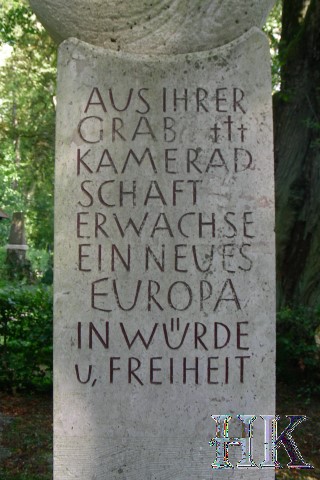 AUS IHRER
GRAB †††
KAMERAD
SCHAFT
ERWACHSE
EIN NEUES
EUROPA
IN WÜRDE
u, FREIHEIT
HK